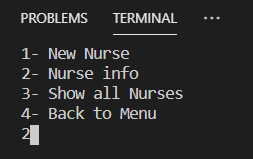 PROBLEMS TERMINAL ...
1- New Nurse
2- Nurse info
3- Show all Nurses
4- Back to Menu
2